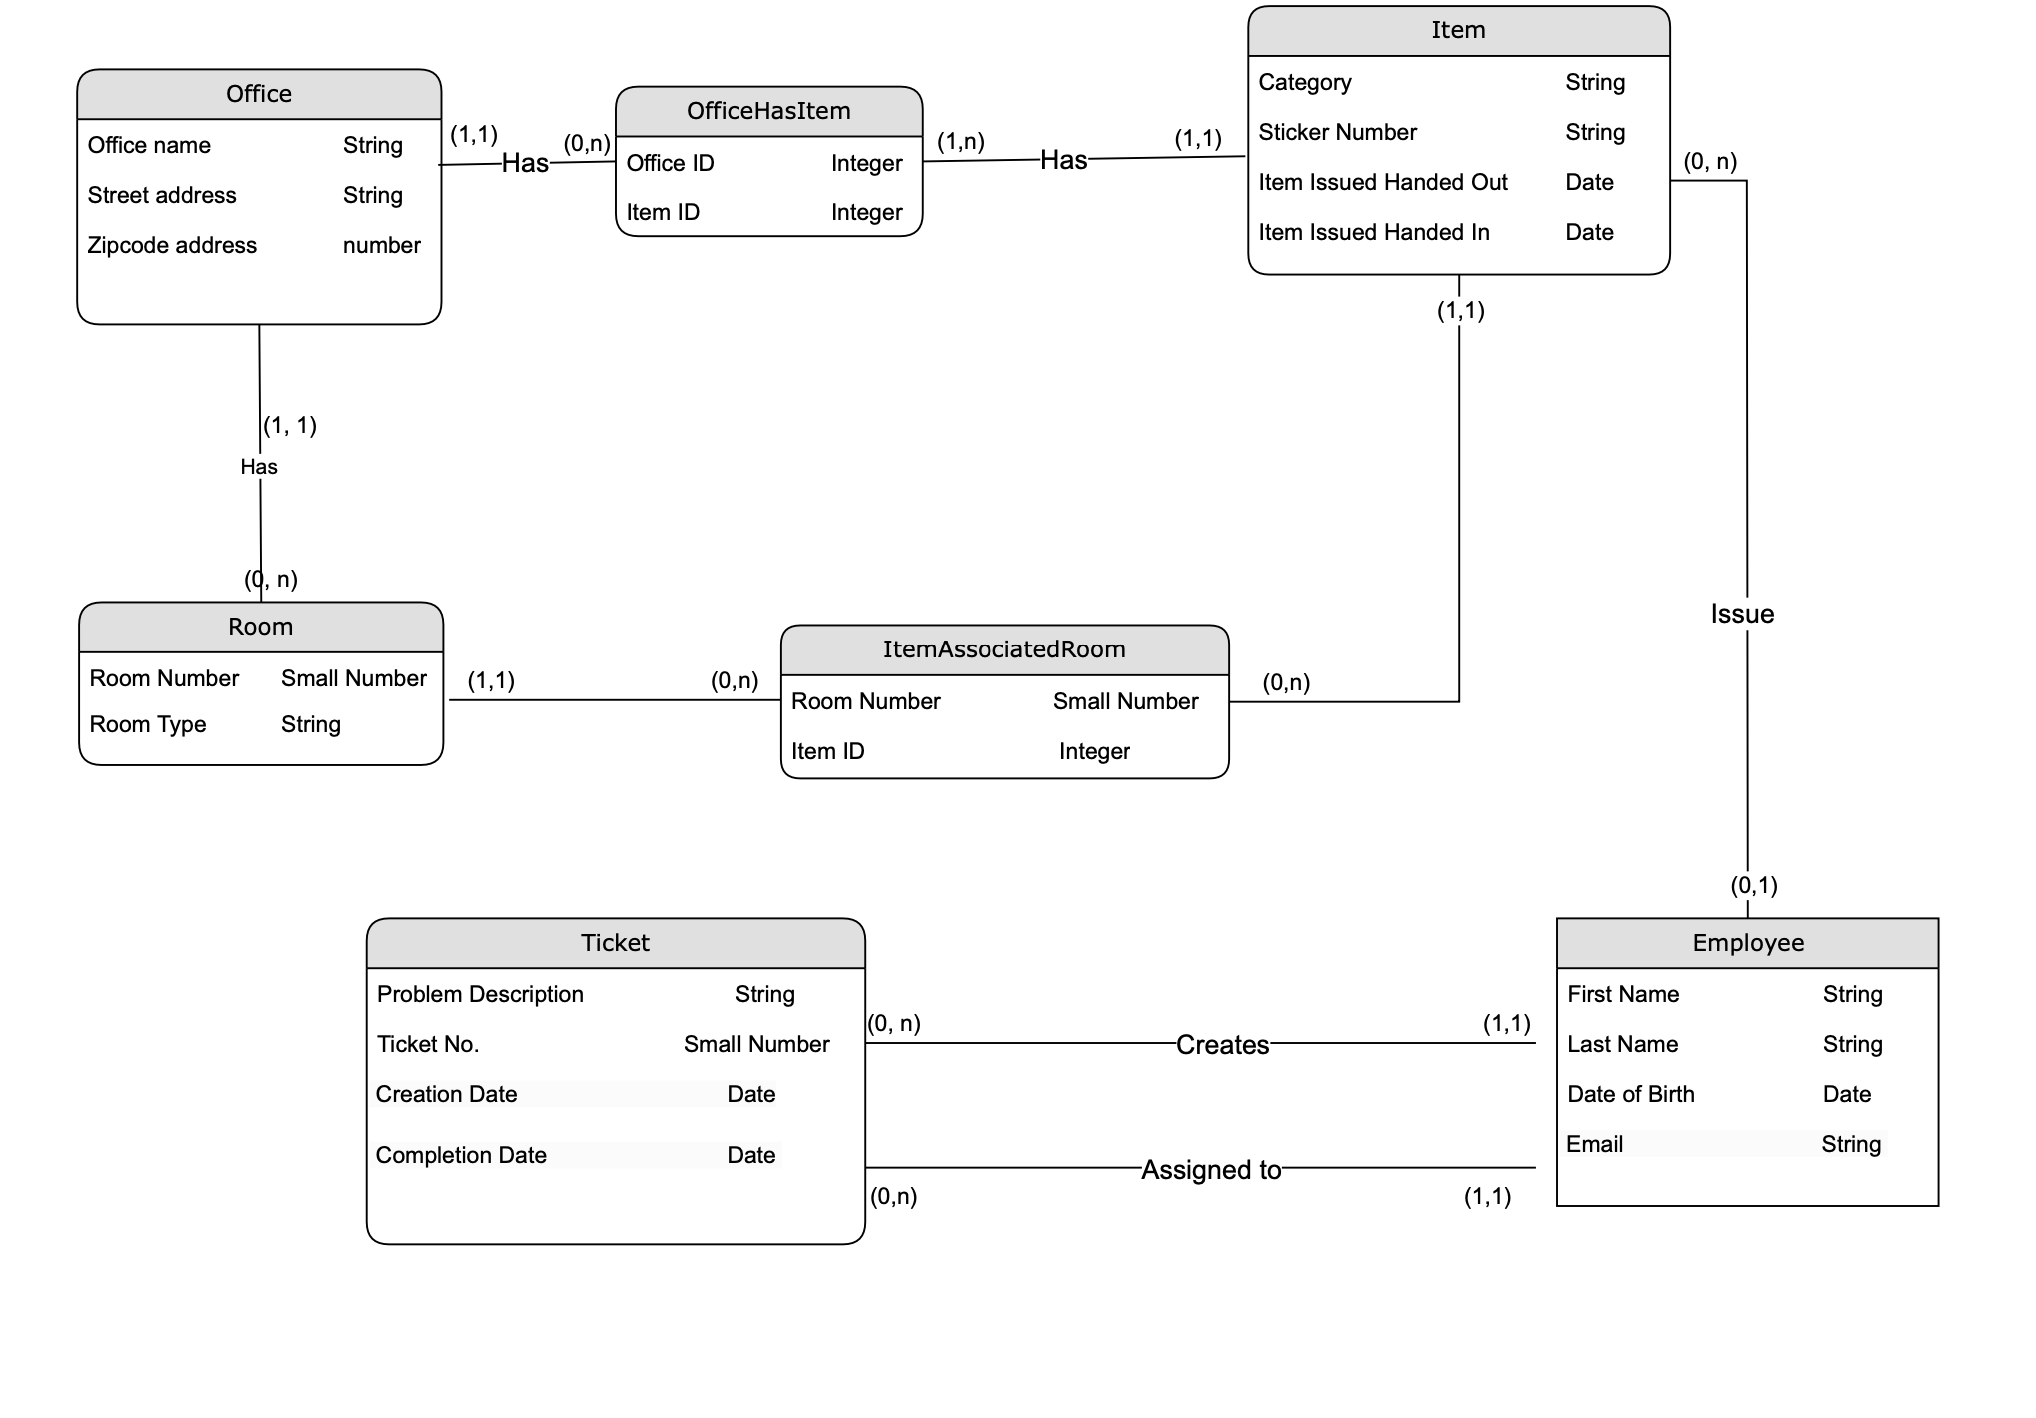 Item
Category String
Sticker Number String
Item Issued Handed Out Date
Item Issued Handed In Date
Office
Office name String
Street address String
Zipcode address number
(1,1)
Has
(0,n)
OfficeHasItem
Office ID Integer
Item ID Integer
(1,n)
Has
(1,1)
(0, n)
(1,1)
(1, 1)
Has
(0, n)
Issue
Room
Room Number Small Number
Room Type String
(1,1)
(0,n)
ItemAssociatedRoom
Room Number Small Number
Item ID Integer
(0,n)
(0,1)
Ticket
Problem Description String
Ticket No. Small Number
Creation Date Date
Completion Date Date
(0, n)
Creates
(1,1)
Assigned to
(0,n)
(1,1)
Employee
First Name String
Last Name String
Date of Birth Date
Email String